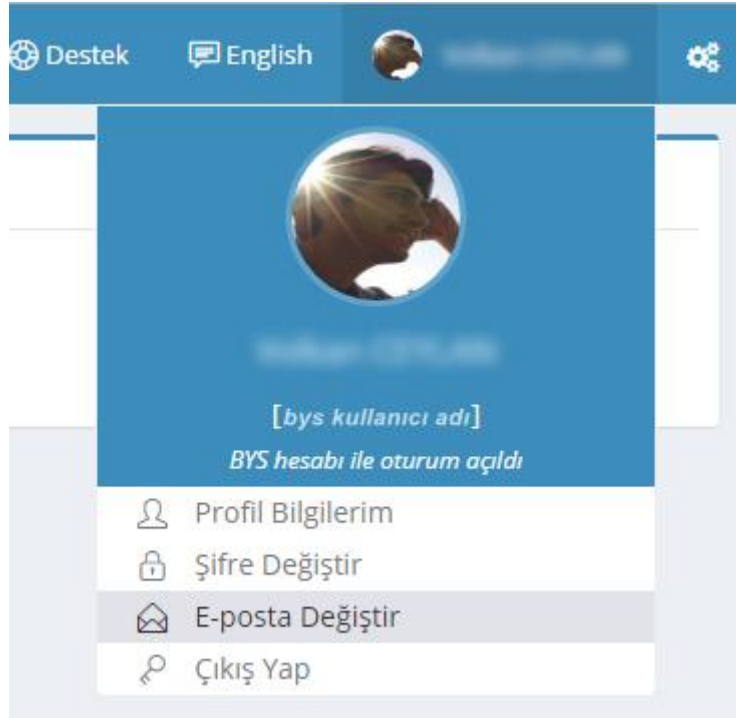 Destek English
[bys kullanıcı adı]
BYS hesabı ile oturum açıldı
Profil Bilgilerim
Şifre Değiştir
E-posta Değiştir
Çıkış Yap